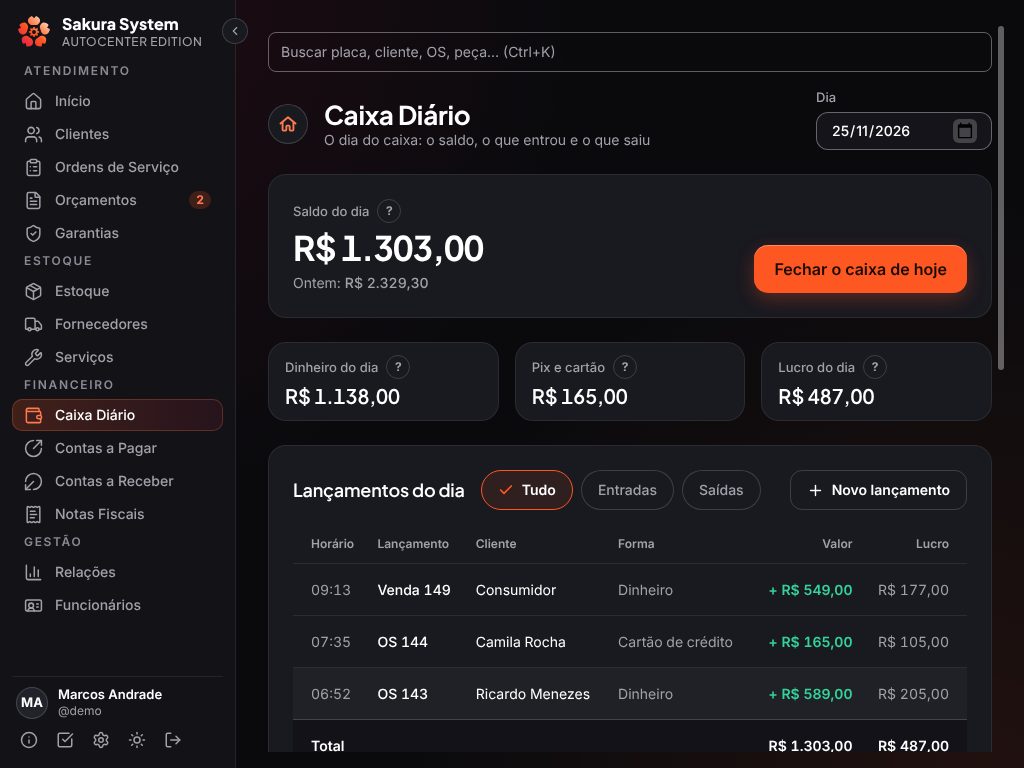 Sakura System
AUTOCENTER EDITION
ATENDIMENTO
Início
Clientes
Ordens de Serviço
Orçamentos 2
Garantias
ESTOQUE
Estoque
Fornecedores
Serviços
FINANCEIRO
Caixa Diário
Contas a Pagar
Contas a Receber
Notas Fiscais
GESTÃO
Relações
Funcionários
MA
Marcos Andrade
@demo
Buscar placa, cliente, OS, peça... (Ctrl+K)
Caixa Diário
O dia do caixa: o saldo, o que entrou e o que saiu
Dia
25/11/2026
Saldo do dia ?
R$ 1.303,00
Ontem: R$ 2.329,30
Fechar o caixa de hoje
Dinheiro do dia ?
R$ 1.138,00
Pix e cartão ?
R$ 165,00
Lucro do dia ?
R$ 487,00
Lançamentos do dia
Tudo
Entradas
Saídas
Novo lançamento
Horário Lançamento Cliente Forma Valor Lucro
09:13 Venda 149 Consumidor Dinheiro + R$ 549,00 R$ 177,00
07:35 OS 144 Camila Rocha Cartão de crédito + R$ 165,00 R$ 105,00
06:52 OS 143 Ricardo Menezes Dinheiro + R$ 589,00 R$ 205,00
Total R$ 1.303,00 R$ 487,00